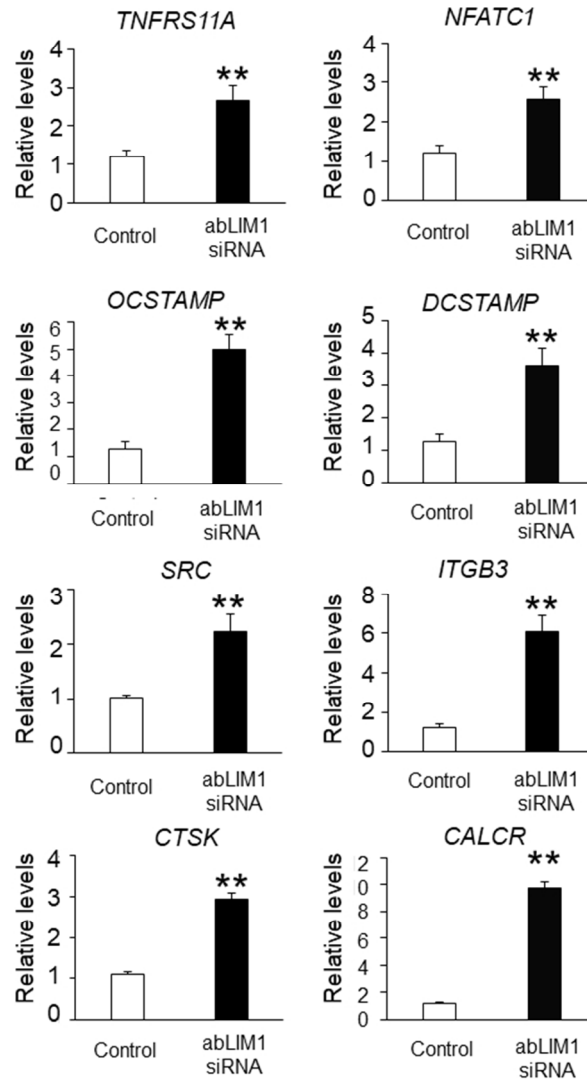 TNFRS11A
Relative levels
4
3
2
1
0
**
Control
abLIM1
siRNA
NFATC1
Relative levels
4
3
2
1
0
**
Control
abLIM1
siRNA
OCSTAMP
Relative levels
6
5
4
3
2
1
0
**
Control
abLIM1
siRNA
DCSTAMP
Relative levels
5
4
3
2
1
0
**
Control
abLIM1
siRNA
SRC
Relative levels
3
2
1
0
**
Control
abLIM1
siRNA
ITGB3
Relative levels
8
6
4
2
0
**
Control
abLIM1
siRNA
CTSK
Relative levels
4
3
2
1
0
**
Control
abLIM1
siRNA
CALCR
Relative levels
2
0
8
6
4
2
0
**
Control
abLIM1
siRNA